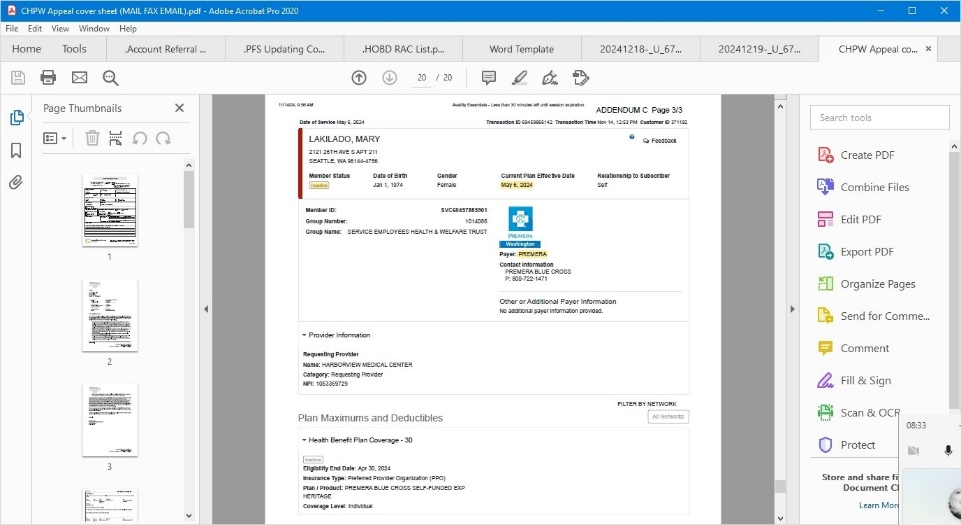 CHPW Appeal cover sheet (MAIL FAX EMAIL).pdf - Adobe Acrobat Pro 2020
File Edit View Window Help
Home Tools .Account Referral ... .PFS Updating Co... .HOBD RAC List.p... Word Template 20241218-_U_67... 20241219-_U_67... CHPW Appeal co... ×
20 / 20
Page Thumbnails
1
2
3
11/14/24, 9:56 AM Availity Essentials - Less than 30 minutes left until session expiration.
ADDENDUM C Page 3/3
Date of Service May 6, 2024 Transaction ID 68459986142 Transaction Time Nov 14, 12:53 PM Customer ID 371192
LAKILADO, MARY
Feedback
2121 26TH AVE S APT 211
SEATTLE, WA 98144-4756
Member Status Date of Birth Gender Current Plan Effective Date Relationship to Subscriber
Inactive Jan 1, 1974 Female May 6, 2024 Self
Member ID: SVC60457885901
Group Number: 1014086
Group Name: SERVICE EMPLOYEES HEALTH & WELFARE TRUST
PREMERA
Washington
Payer: PREMERA
Contact Information
PREMERA BLUE CROSS
P: 800-722-1471
Other or Additional Payer Information
No additional payer information provided.
Provider Information
Requesting Provider
Name: HARBORVIEW MEDICAL CENTER
Category: Requesting Provider
NPI: 1053359729
FILTER BY NETWORK
Plan Maximums and Deductibles
All Networks
Health Benefit Plan Coverage - 30
Inactive
Eligibility End Date: Apr 30, 2024
Insurance Type: Preferred Provider Organization (PPO)
Plan / Product: PREMERA BLUE CROSS SELF-FUNDED EXP
HERITAGE
Coverage Level: Individual
Search tools
Create PDF
Combine Files
Edit PDF
Export PDF
Organize Pages
Send for Comme...
Comment
Fill & Sign
Scan & OCR
Protect
Store and share fi
Document Cl
Learn Mor
08:33